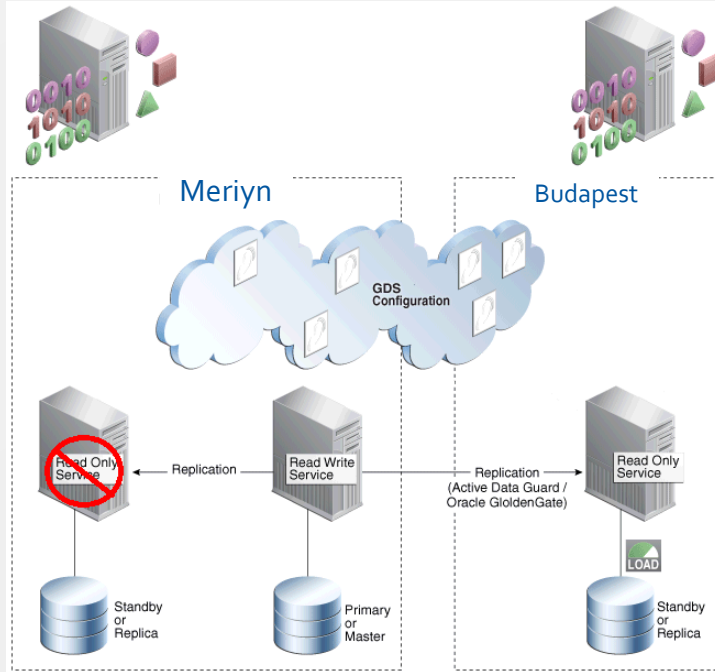 0010
1010
0100
0010
1010
0100
Meriyn
Budapest
GDS
Configuration
Read Only
Service
Replication
Read Write
Service
Replication
(Active Data Guard /
Oracle GloldenGate)
Read Only
Service
LOAD
Standby
or
Replica
Primary
or
Master
Standby
or
Replica